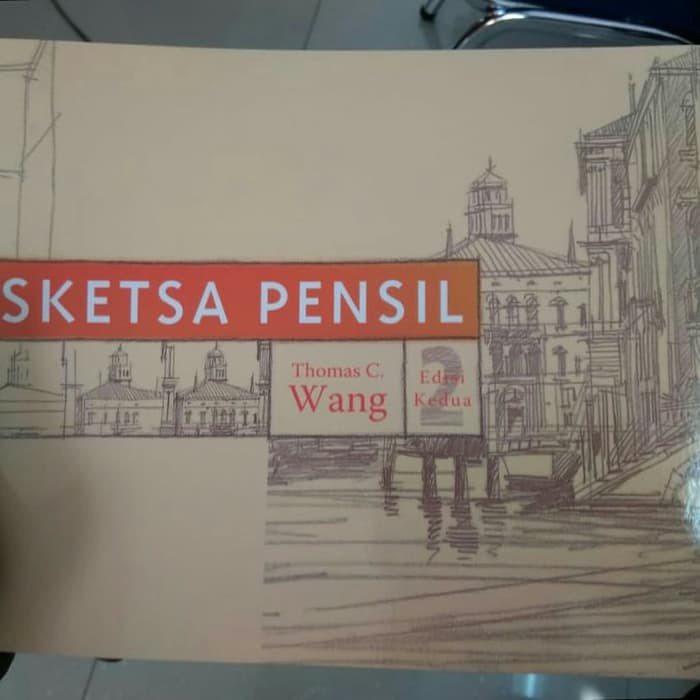 SKETSA PENSIL
Thomas C.
Wang
2
Edisi
Kedua